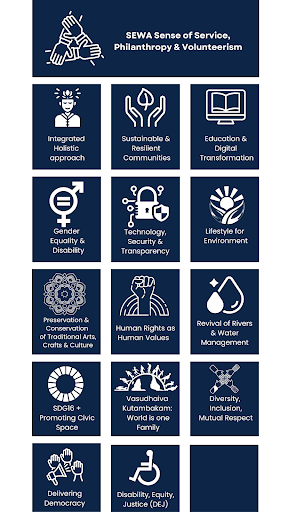 SEWA Sense of Service,
Philanthropy & Volunteerism
Integrated
Holistic
approach
Sustainable &
Resilient
Communities
Education &
Digital
Transformation
Gender
Equality &
Disability
Technology,
Security &
Transparency
Lifestyle for
Environment
Preservation &
Conservation
of Traditional Arts,
Crafts & Culture
Human Rights as
Human Values
Revival of Rivers
& Water
Management
SDG16 +
Promoting Civic
Space
Vasudhaiva
Kutambakam:
World is one
Family
Diversity,
Inclusion,
Mutual Respect
Delivering
Democracy
Disability, Equity,
Justice (DEJ)